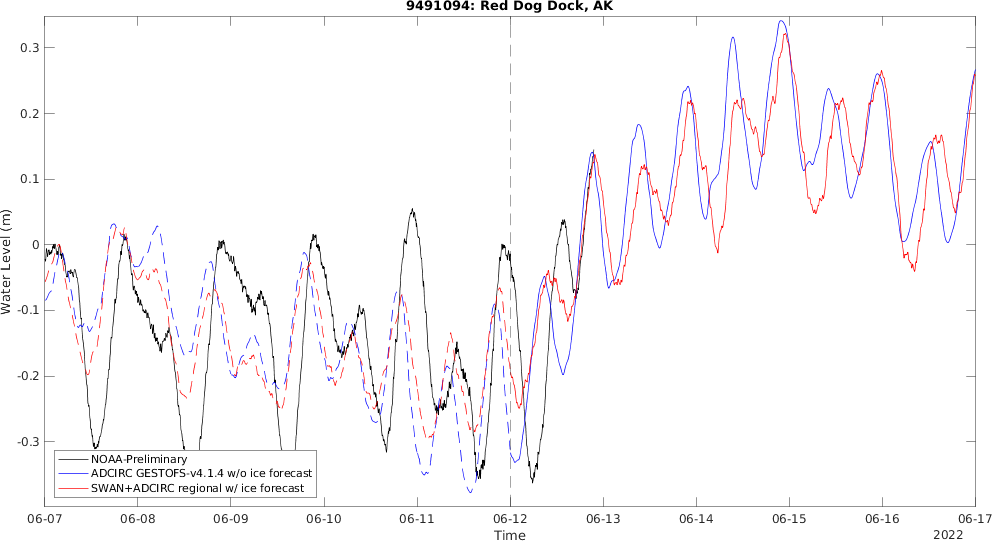 9491094: Red Dog Dock, AK
Water Level (m)
0.3
0.2
0.1
0
-0.1
-0.2
-0.3
NOAA-Preliminary
ADCIRC GESTOFS-v4.1.4 w/o ice forecast
SWAN+ADCIRC regional w/ ice forecast
06-07 06-08 06-09 06-10 06-11 06-12 06-13 06-14 06-15 06-16 06-17
Time
2022